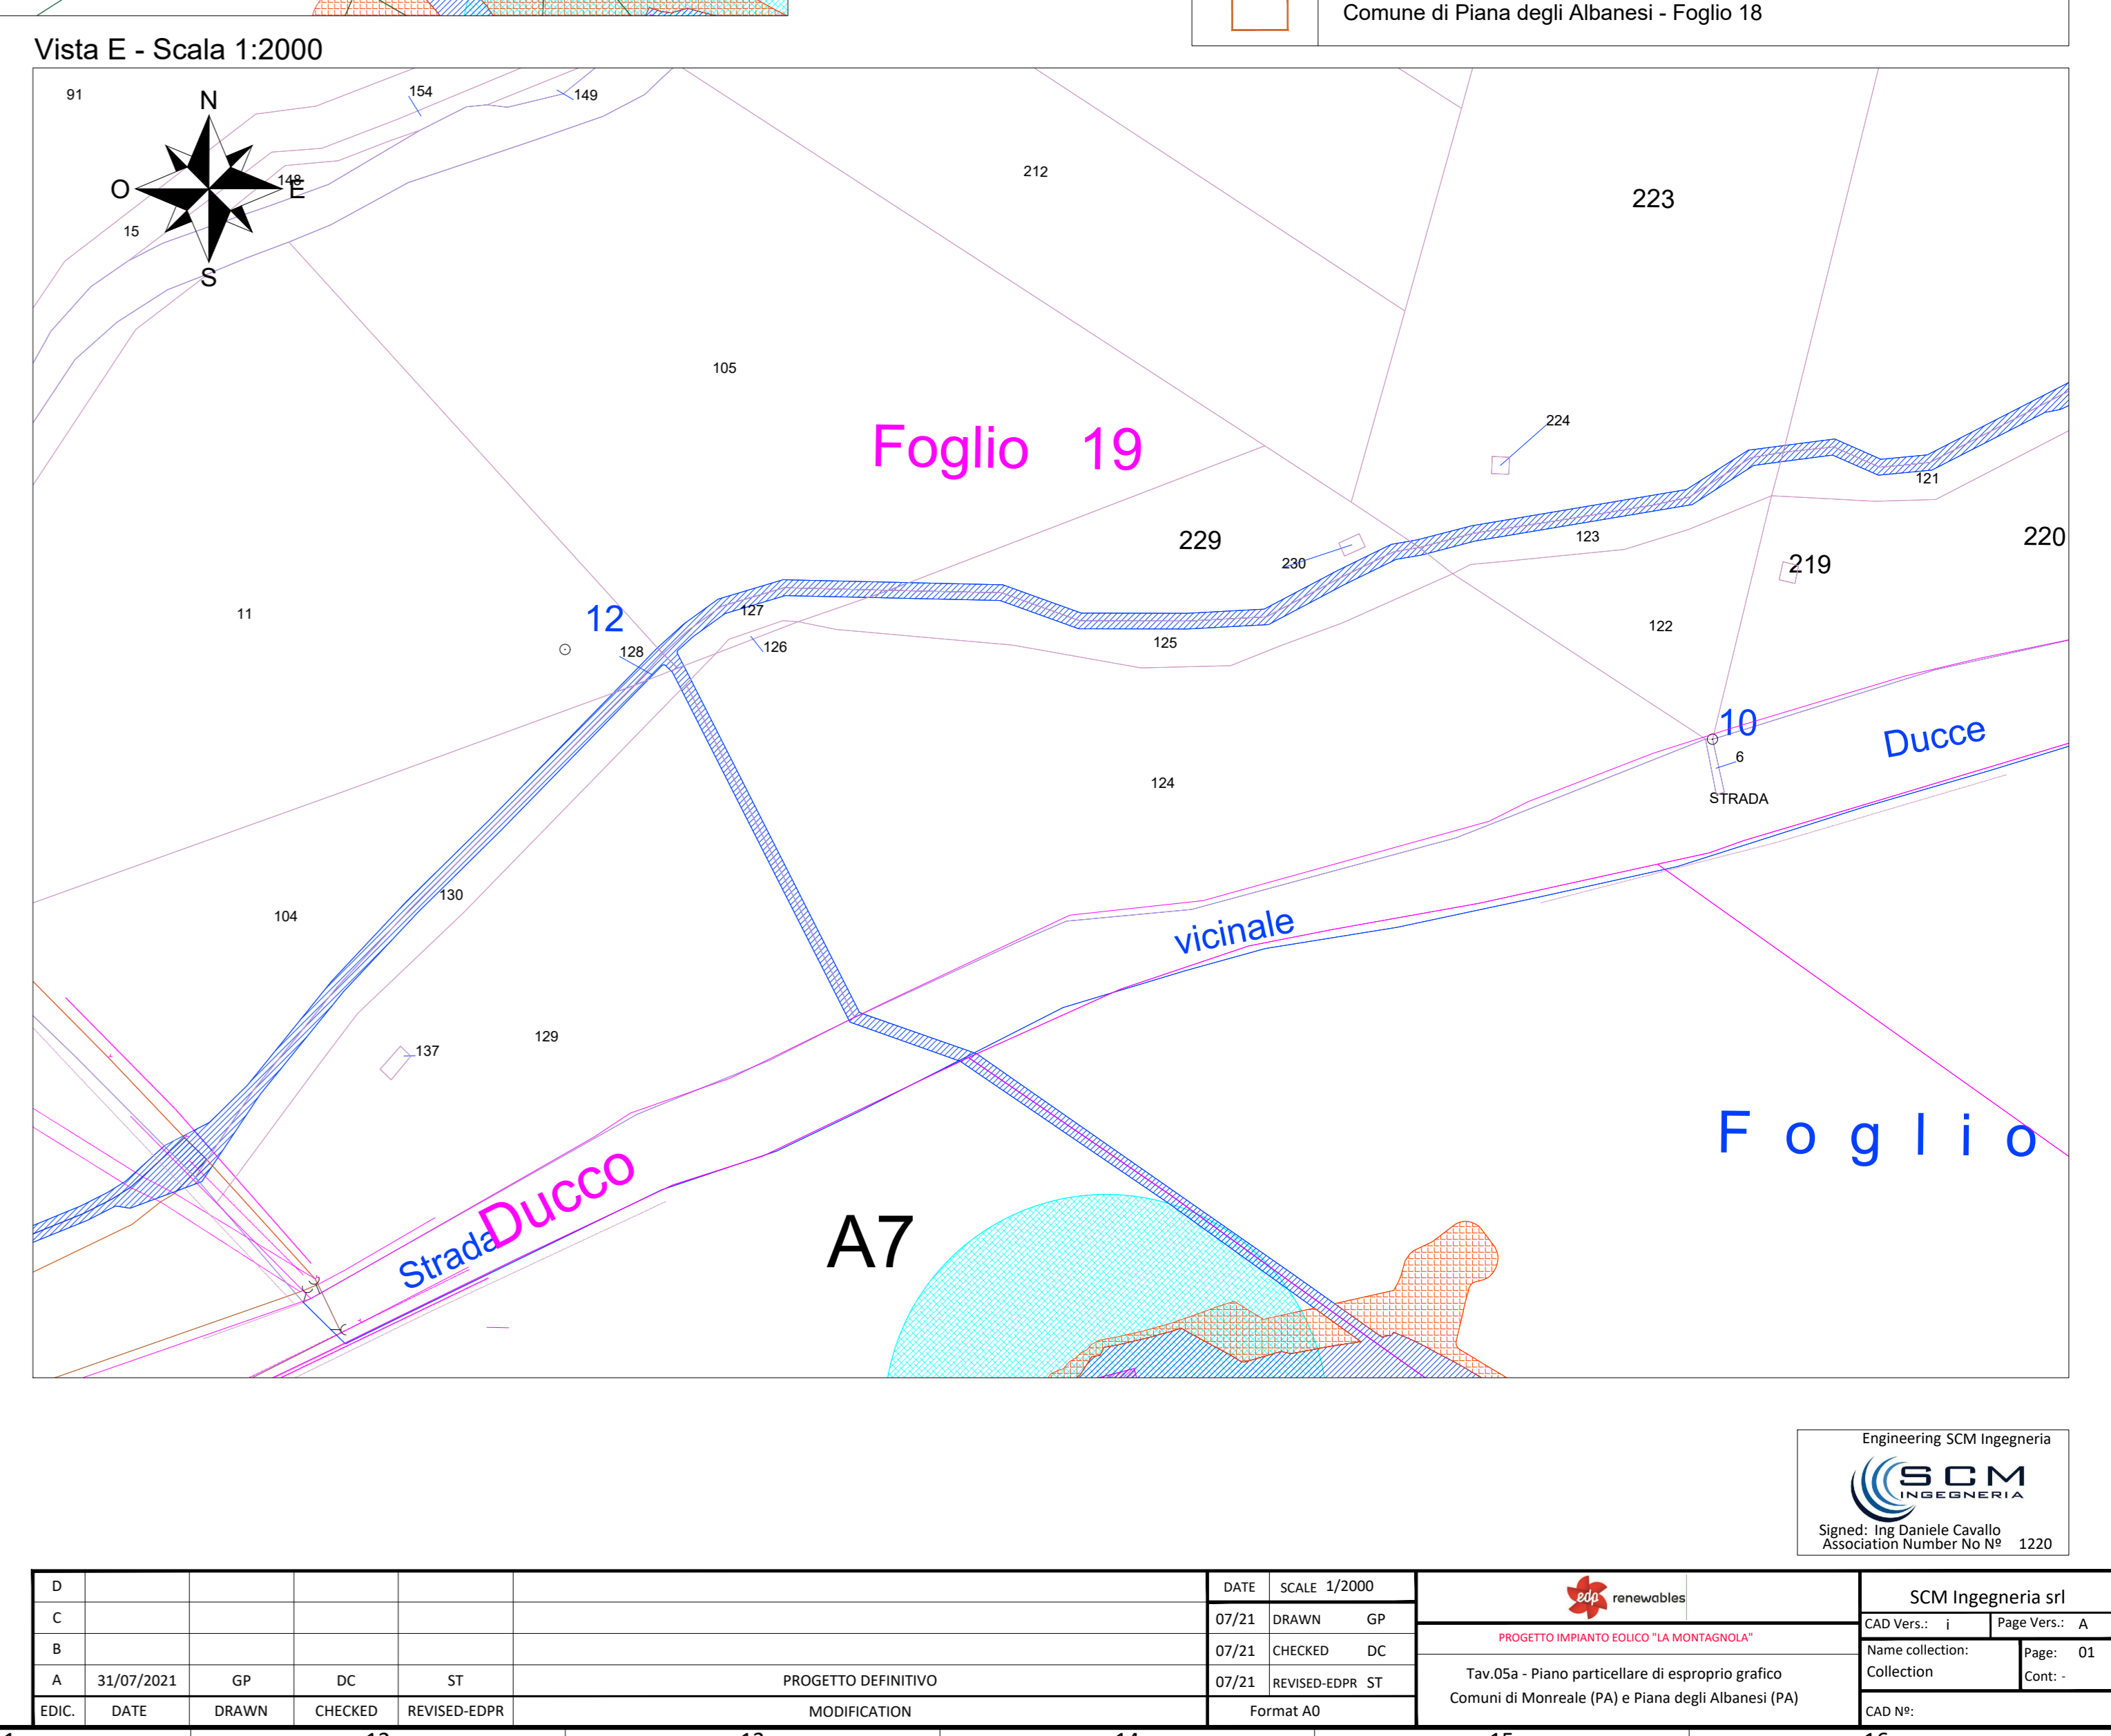 Comune di Piana degli Albanesi - Foglio 18
Vista E - Scala 1:2000
91
154
149
N
O
E
S
148
15
212
223
105
Foglio 19
224
121
229
230
123
220
219
11
12
127
128
126
125
122
10
Ducce
6
STRADA
124
130
104
vicinale
129
137
Foglio
Ducco
Strada
A7
Engineering SCM Ingegneria
SCM
INGEGNERIA
Signed: Ing Daniele Cavallo
Association Number No Nº 1220
D
C
B
A 31/07/2021 GP DC ST PROGETTO DEFINITIVO
EDIC. DATE DRAWN CHECKED REVISED-EDPR MODIFICATION
DATE SCALE 1/2000
07/21 DRAWN GP
07/21 CHECKED DC
07/21 REVISED-EDPR ST
Format A0
edp renewables
PROGETTO IMPIANTO EOLICO "LA MONTAGNOLA"
Tav.05a - Piano particellare di esproprio grafico
Comuni di Monreale (PA) e Piana degli Albanesi (PA)
SCM Ingegneria srl
CAD Vers.: i Page Vers.: A
Name collection:
Collection
Page: 01
Cont: -
CAD Nº: